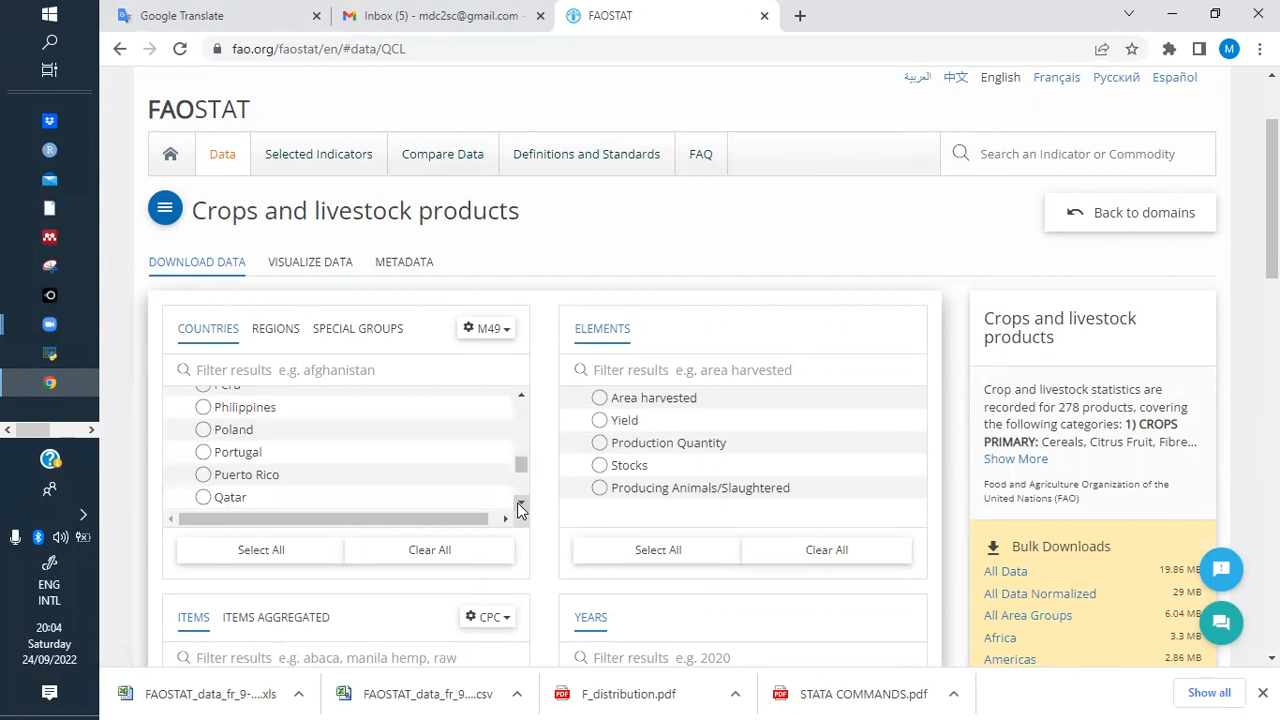 Google Translate
Inbox (5) - mdc2sc@gmail.com -
FAOSTAT
fao.org/faostat/en/#data/QCL
M
العربية 中文 English Français Русский Español
FAOSTAT
Data Selected Indicators Compare Data Definitions and Standards FAQ
Search an Indicator or Commodity
Crops and livestock products
Back to domains
DOWNLOAD DATA VISUALIZE DATA METADATA
COUNTRIES REGIONS SPECIAL GROUPS M49
Filter results e.g. afghanistan
Peru
Philippines
Poland
Portugal
Puerto Rico
Qatar
Select All Clear All
ELEMENTS
Filter results e.g. area harvested
Area harvested
Yield
Production Quantity
Stocks
Producing Animals/Slaughtered
Select All Clear All
ITEMS ITEMS AGGREGATED CPC
Filter results e.g. abaca, manila hemp, raw
YEARS
Filter results e.g. 2020
Crops and livestock
products
Crop and livestock statistics are
recorded for 278 products, covering
the following categories: 1) CROPS
PRIMARY: Cereals, Citrus Fruit, Fibre...
Show More
Food and Agriculture Organization of the
United Nations (FAO)
Bulk Downloads
All Data 19.86 MB
All Data Normalized 29 MB
All Area Groups 6.04 MB
Africa 3.3 MB
Americas 2.86 MB
ENG
INTL
20:04
Saturday
24/09/2022
FAOSTAT_data_fr_9-....xls
FAOSTAT_data_fr_9....csv
F_distribution.pdf
STATA COMMANDS.pdf
Show all